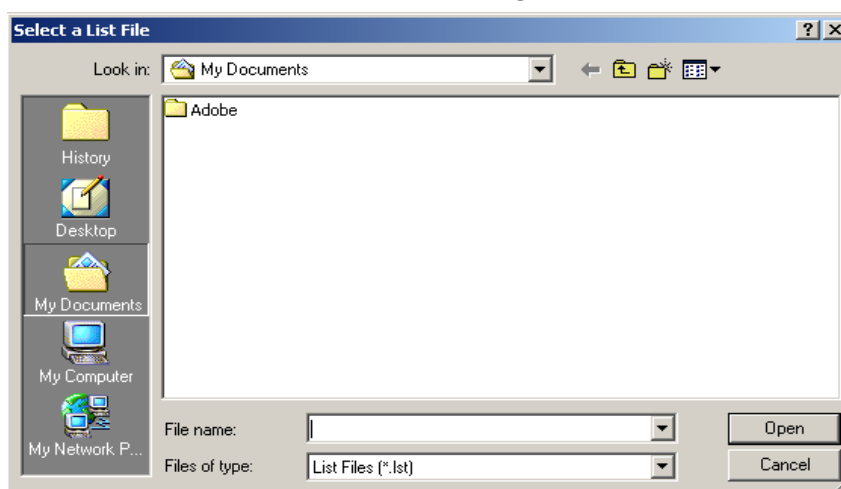 Select a List File
Look in: My Documents
Adobe
History
Desktop
My Documents
My Computer
My Network P...
File name:
Open
Files of type: List Files (*.lst)
Cancel